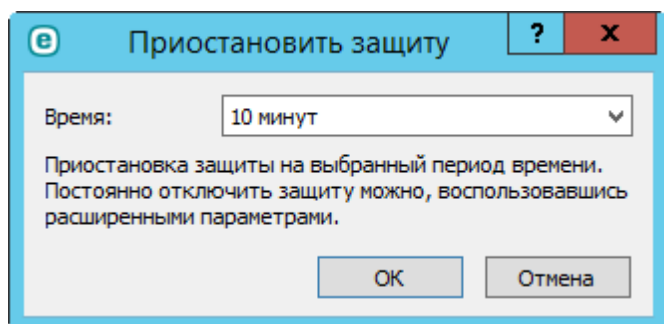 Приостановить защиту
?
x
Время:
10 минут
Приостановка защиты на выбранный период времени.
Постоянно отключить защиту можно, воспользовавшись
расширенными параметрами.
ОК
Отмена